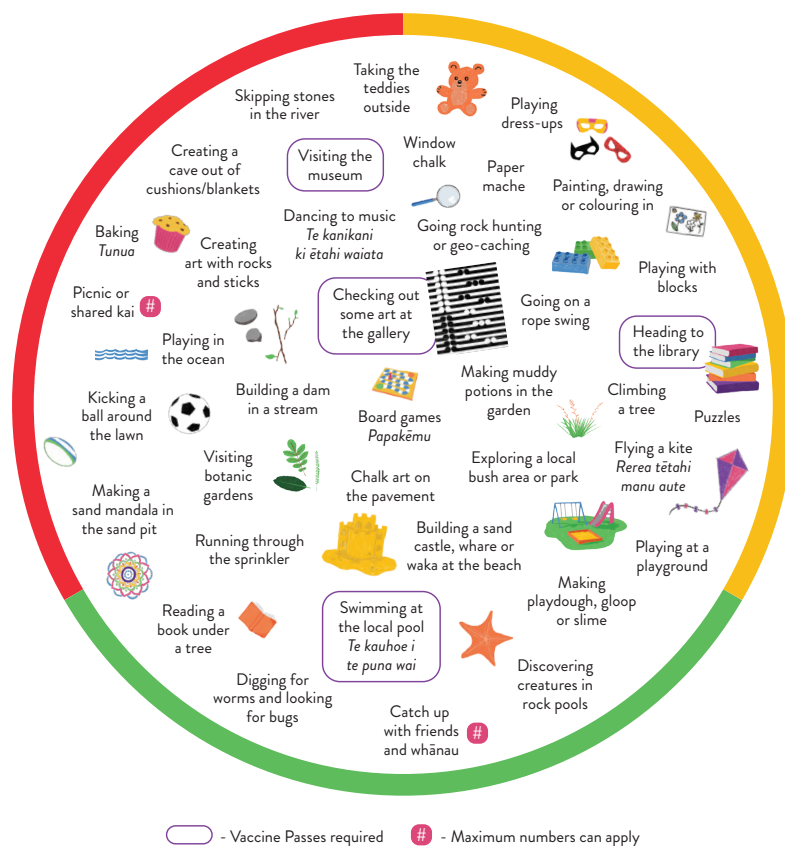 Taking the
teddies
outside
Skipping stones
in the river
Playing
dress-ups
Creating a
cave out of
cushions/blankets
Visiting the
museum
Window
chalk
Paper
mache
Painting, drawing
or colouring in
Baking
Tunua
Creating
art with rocks
and sticks
Dancing to music
Te kanikani
ki ētahi waiata
Going rock hunting
or geo-caching
Playing with
blocks
Picnic or
shared kai #
Checking out
some art at
the gallery
Going on a
rope swing
Heading to
the library
Playing
in the ocean
Kicking a
ball around
the lawn
Building a dam
in a stream
Board games
Papakēmu
Making muddy
potions in the
garden
Climbing
a tree
Puzzles
Visiting
botanic
gardens
Chalk art on
the pavement
Exploring a local
bush area or park
Flying a kite
Rerea tētahi
manu aute
Making a
sand mandala in
the sand pit
Running through
the sprinkler
Building a sand
castle, whare or
waka at the beach
Playing at a
playground
Reading a
book under
a tree
Swimming at
the local pool
Te kauhoe i
te puna wai
Making
playdough, gloop
or slime
Digging for
worms and looking
for bugs
Discovering
creatures in
rock pools
Catch up
with friends
and whānau #
- Vaccine Passes required
# - Maximum numbers can apply